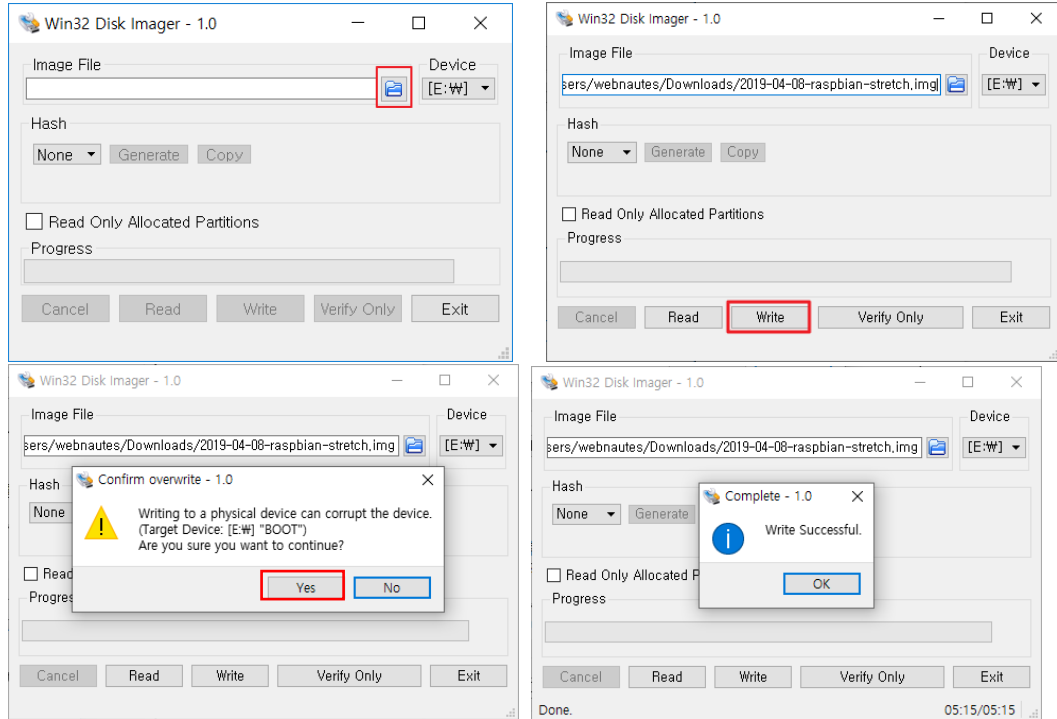 Win32 Disk Imager - 1.0
Image File
Device
[E:₩]
Hash
None
Generate
Copy
Read Only Allocated Partitions
Progress
Cancel
Read
Write
Verify Only
Exit
Win32 Disk Imager - 1.0
Image File
Device
sers/webnautes/Downloads/2019-04-08-raspbian-stretch.img
[E:₩]
Hash
None
Generate
Copy
Read Only Allocated Partitions
Progress
Cancel
Read
Write
Verify Only
Exit
Win32 Disk Imager - 1.0
Image File
Device
sers/webnautes/Downloads/2019-04-08-raspbian-stretch.img
[E:₩]
Hash
None
Confirm overwrite - 1.0
Writing to a physical device can corrupt the device.
(Target Device: [E:₩] "BOOT")
Are you sure you want to continue?
Yes
No
Read
Progres
Cancel
Read
Write
Verify Only
Exit
Win32 Disk Imager - 1.0
Image File
Device
sers/webnautes/Downloads/2019-04-08-raspbian-stretch.img
[E:₩]
Hash
None
Generate
Complete - 1.0
Write Successful.
OK
Read Only Allocated P
Progress
Cancel
Read
Write
Verify Only
Exit
Done.
05:15/05:15